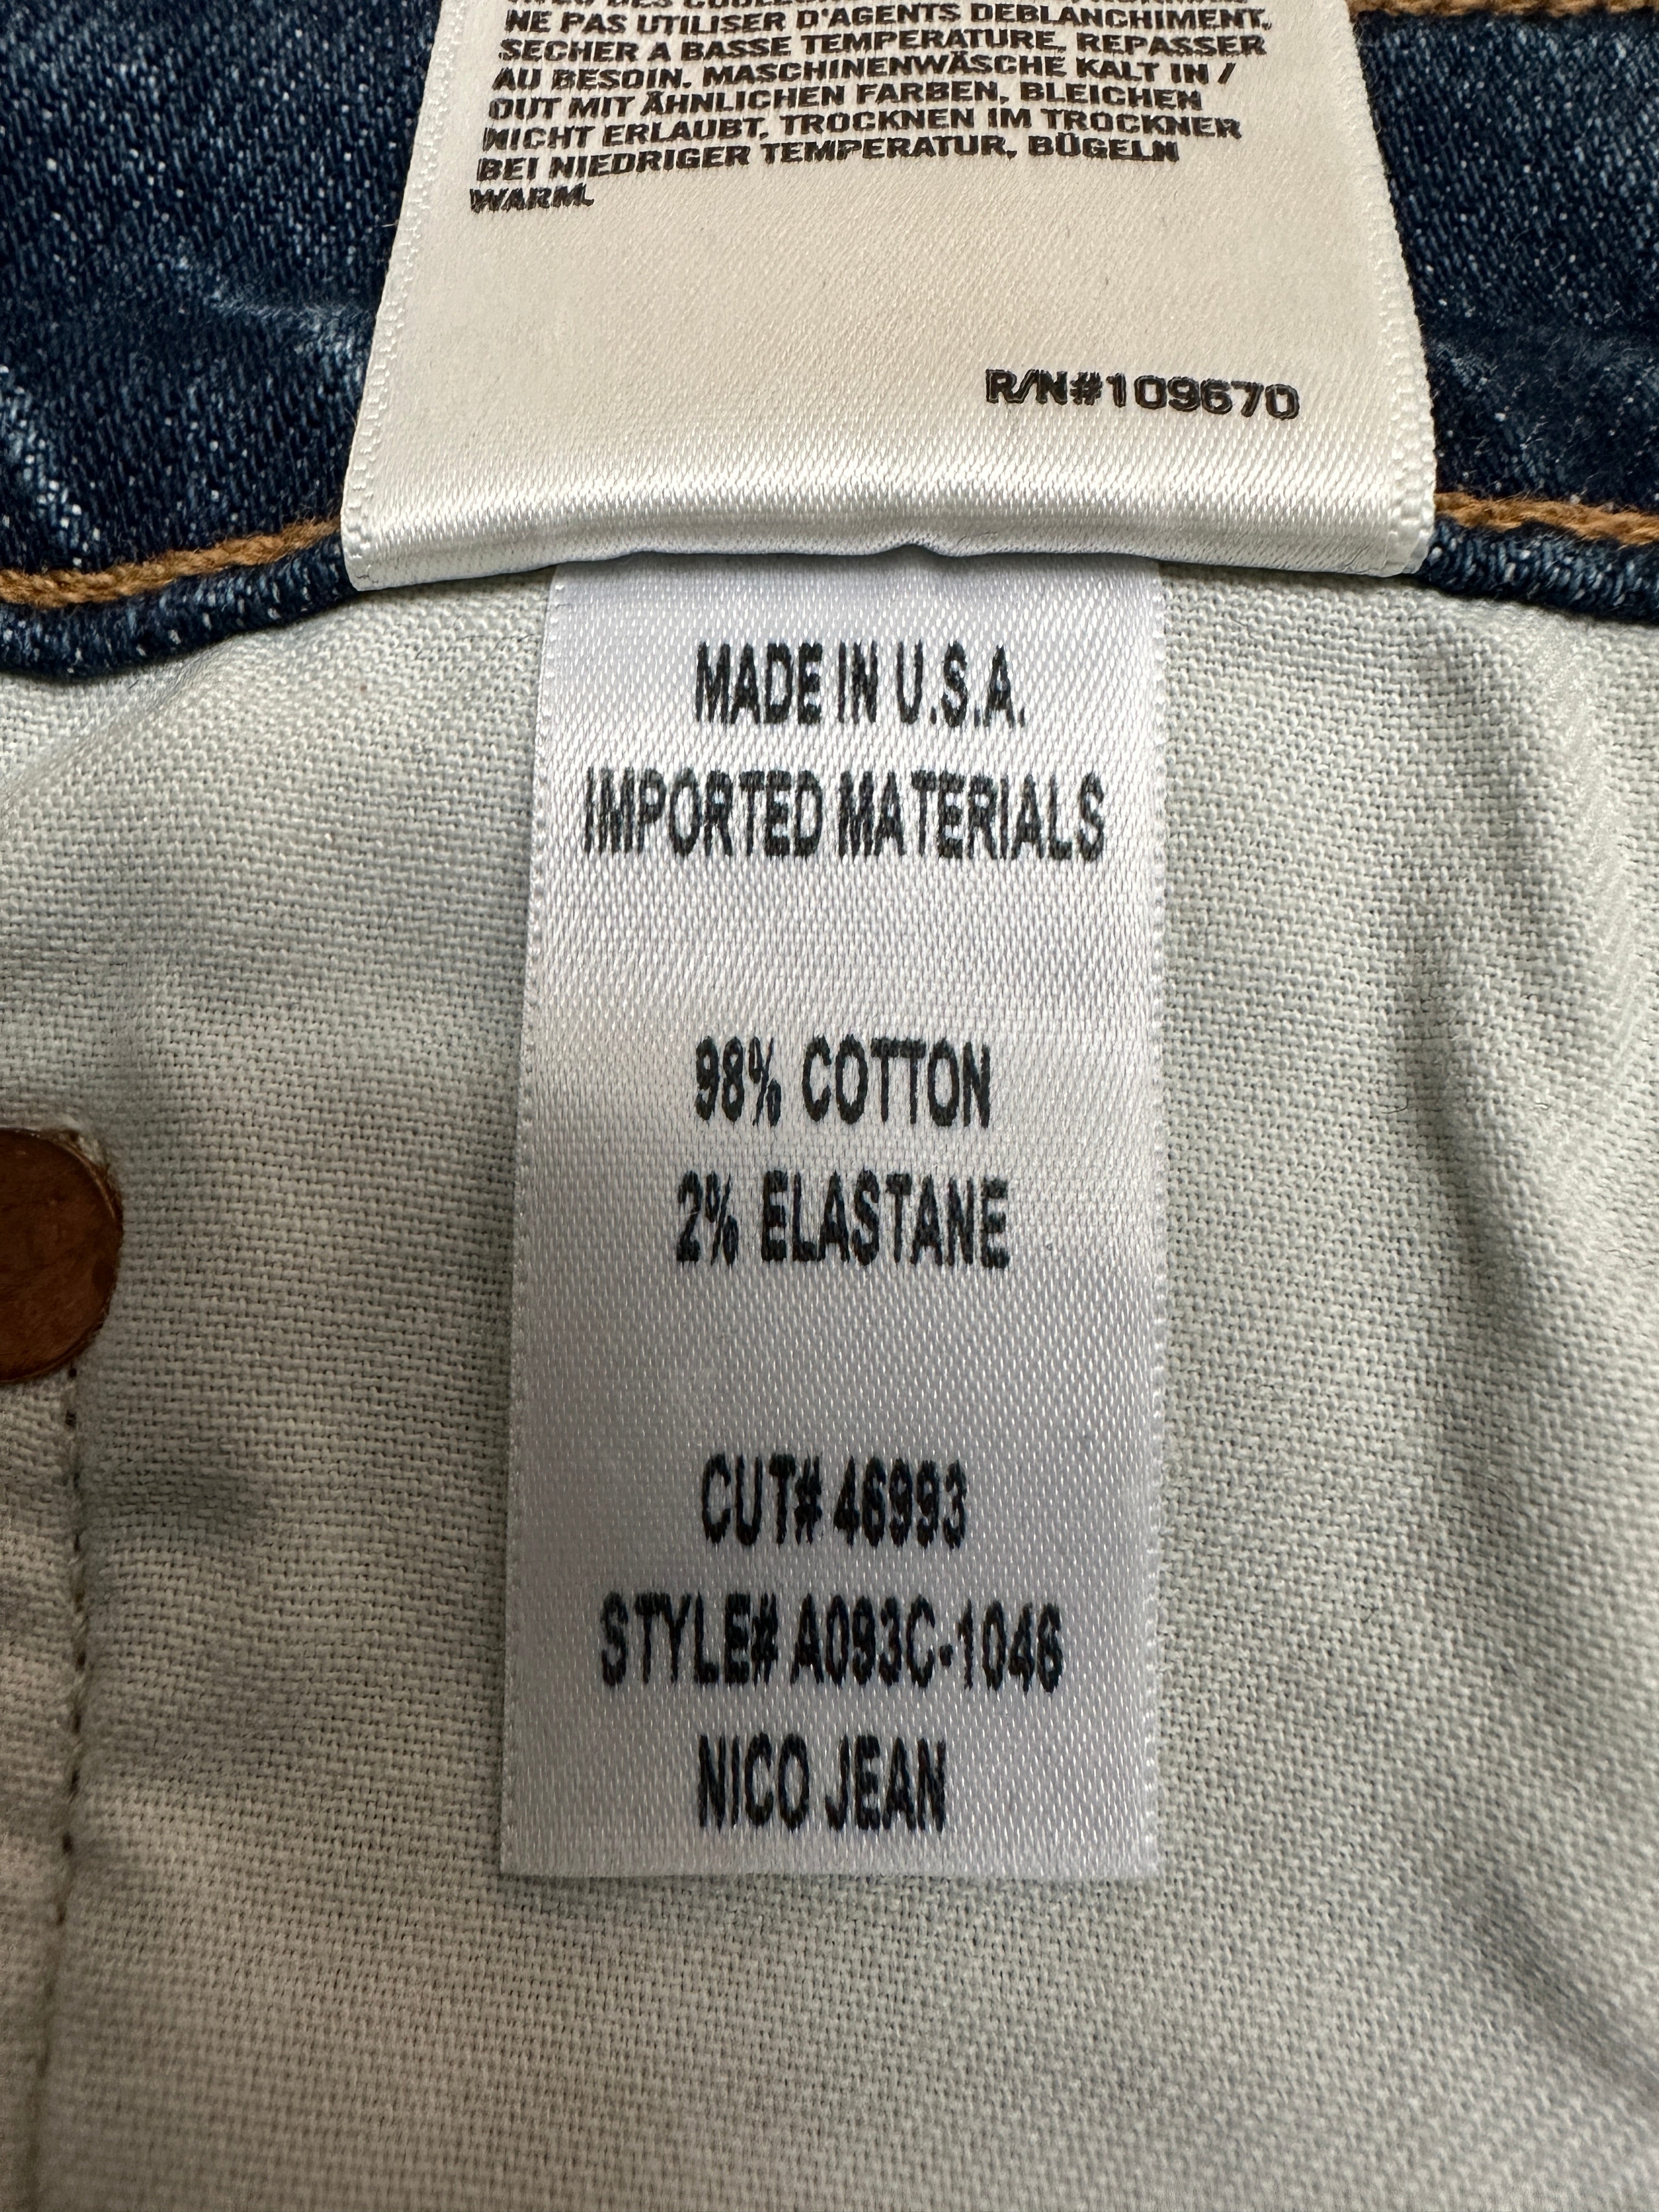 NE PAS UTILISER D'AGENTS DEBLANCHIMENT,
SECHER A BASSE TEMPERATURE, REPASSER
AU BESOIN. MASCHINENWÄSCHE KALT IN /
OUT MIT ÄHNLICHEN FARBEN, BLEICHEN
NICHT ERLAUBT, TROCKNEN IM TROCKNER
BEI NIEDRIGER TEMPERATUR, BÜGELN
WARM.
R/N#109670
MADE IN U.S.A.
IMPORTED MATERIALS
98% COTTON
2% ELASTANE
CUT# 46993
STYLE# A093C-1046
NICO JEAN